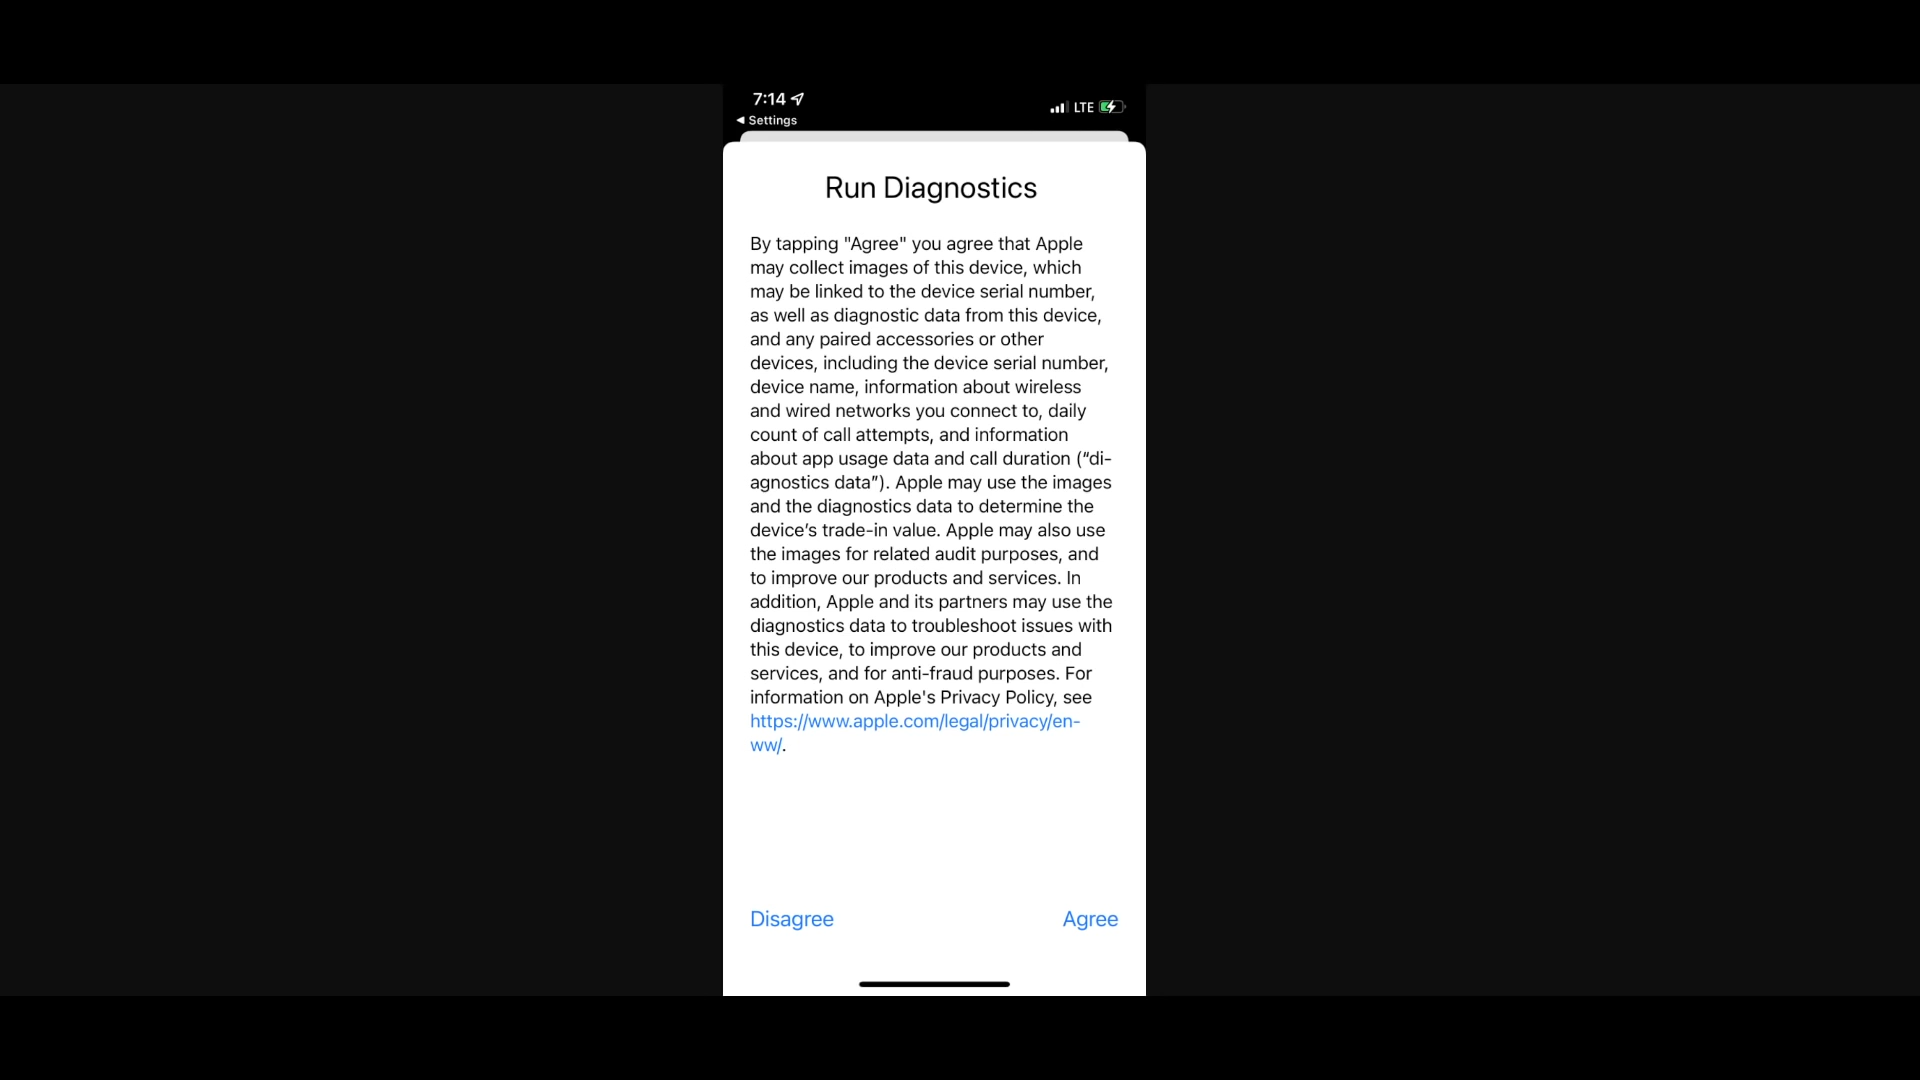 7:14
LTE
◀ Settings
Run Diagnostics
By tapping "Agree" you agree that Apple
may collect images of this device, which
may be linked to the device serial number,
as well as diagnostic data from this device,
and any paired accessories or other
devices, including the device serial number,
device name, information about wireless
and wired networks you connect to, daily
count of call attempts, and information
about app usage data and call duration (“di-
agnostics data”). Apple may use the images
and the diagnostics data to determine the
device’s trade-in value. Apple may also use
the images for related audit purposes, and
to improve our products and services. In
addition, Apple and its partners may use the
diagnostics data to troubleshoot issues with
this device, to improve our products and
services, and for anti-fraud purposes. For
information on Apple's Privacy Policy, see
https://www.apple.com/legal/privacy/en-
ww/.
Disagree
Agree